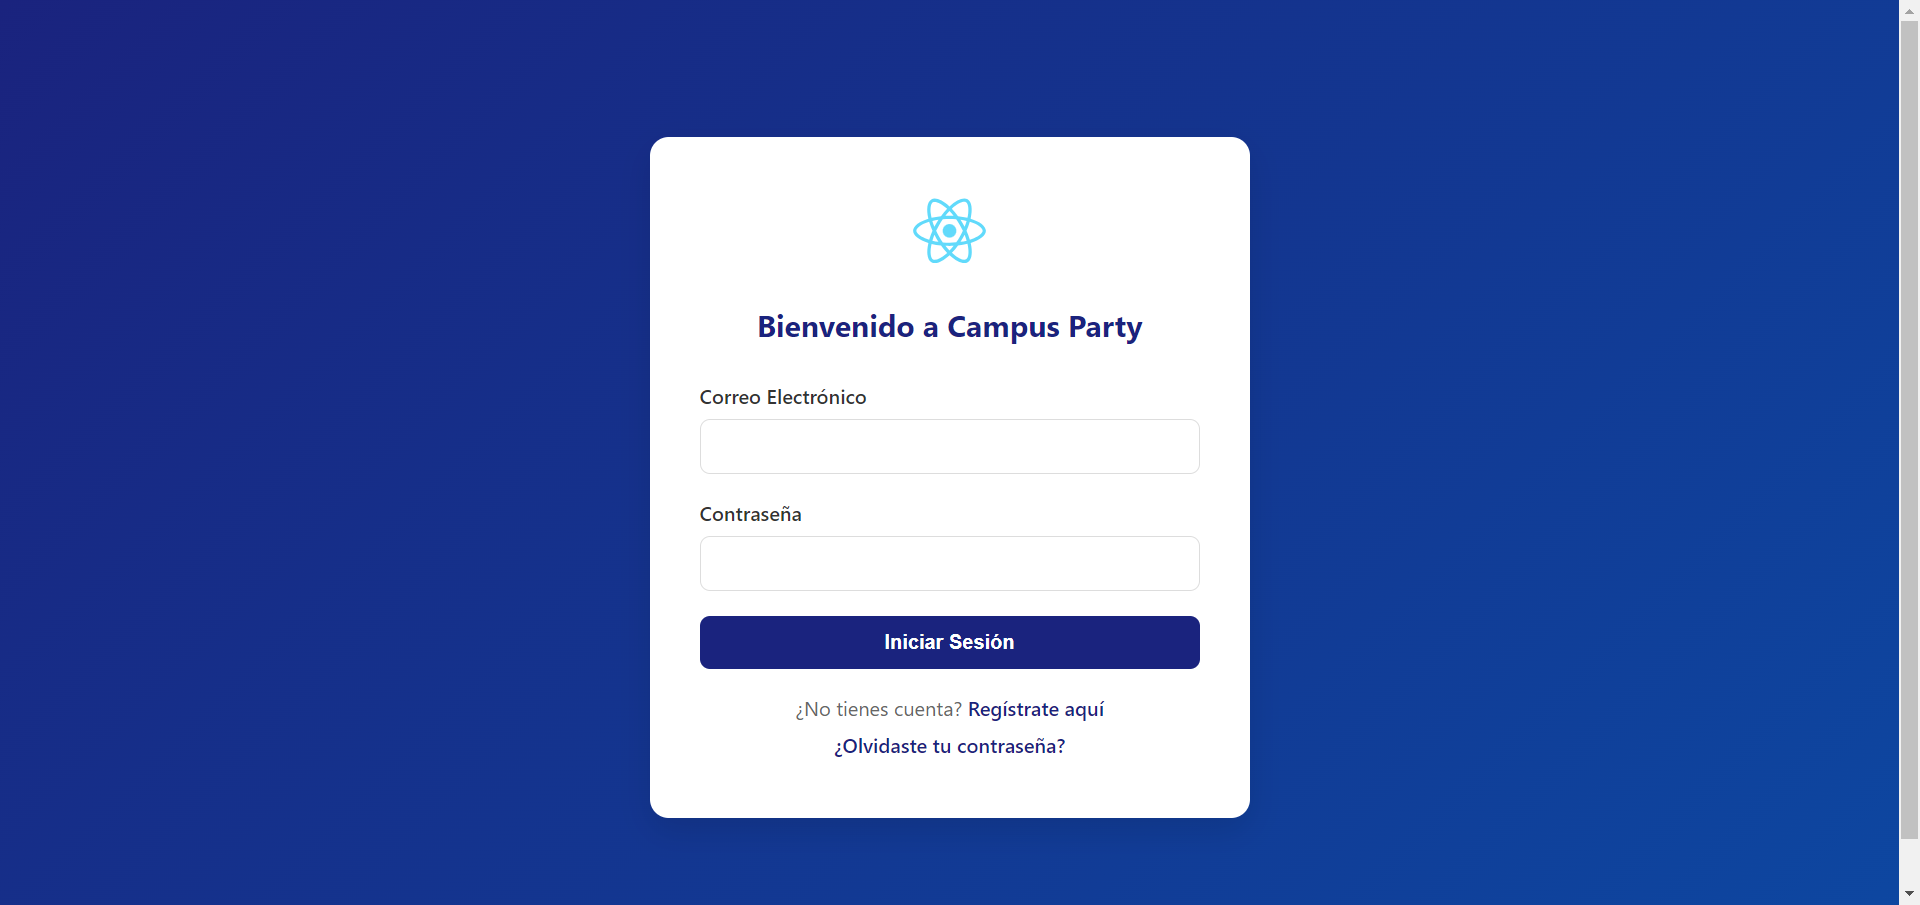 Bienvenido a Campus Party
Correo Electrónico
Contraseña
Iniciar Sesión
¿No tienes cuenta? Regístrate aquí
¿Olvidaste tu contraseña?